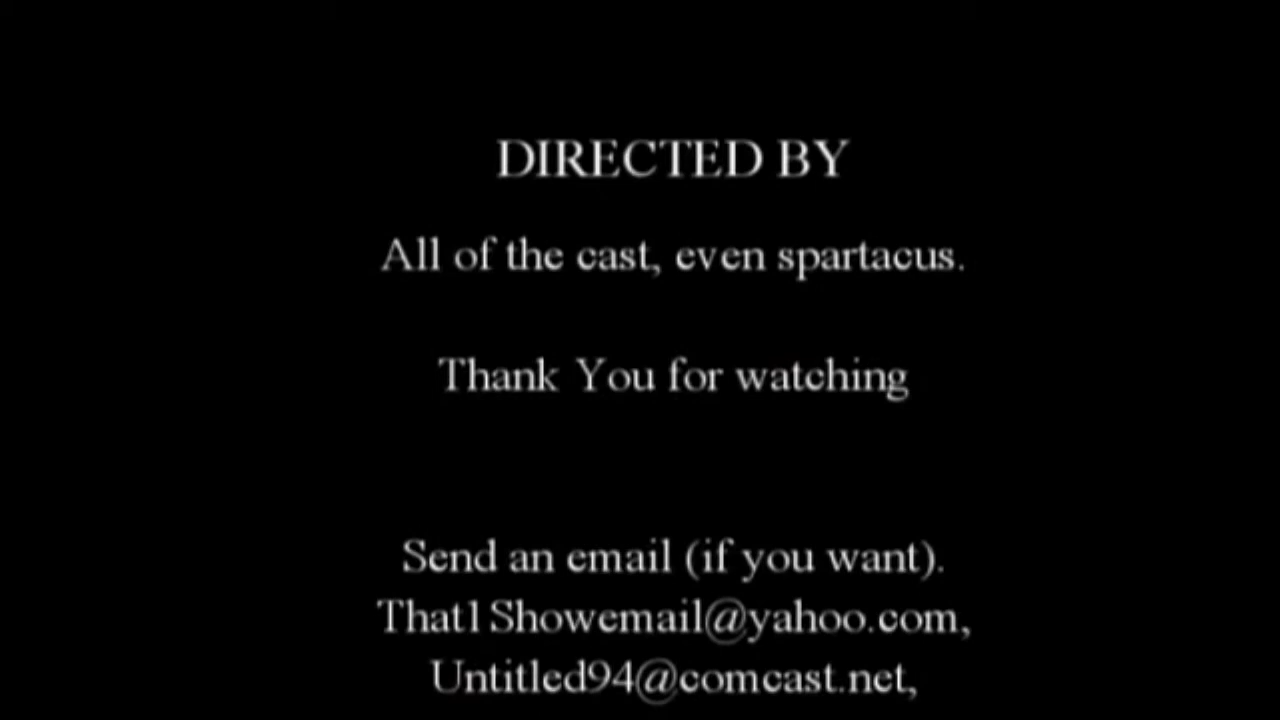 DIRECTED BY
All of the cast, even spartacus.
Thank You for watching
Send an email (if you want).
That1Showemail@yahoo.com,
Untitled94@comcast.net,